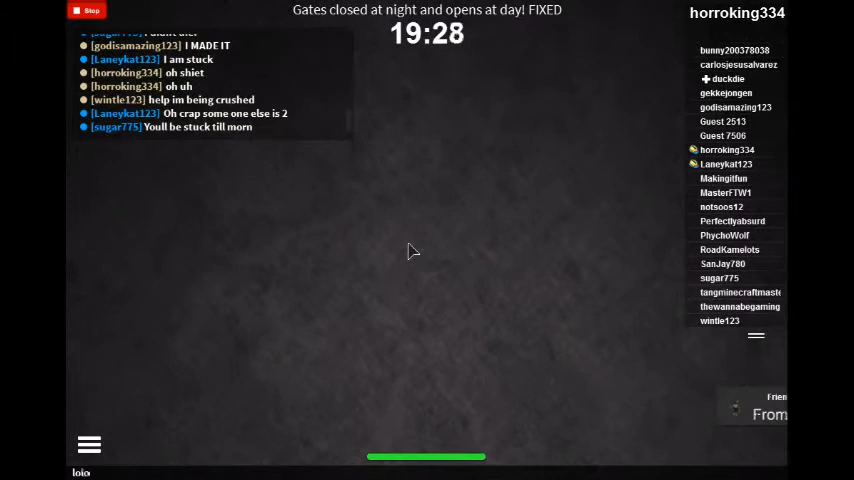 Stop
Gates closed at night and opens at day! FIXED
19:28
horroking334
[godisamazing123] I MADE IT
[Laneykat123] I am stuck
[horroking334] oh shiet
[horroking334] oh uh
[wintle123] help im being crushed
[Laneykat123] Oh crap some one else is 2
[sugar775] Youll be stuck till morn
bunny200378038
carlosjesusalvarez
duckdie
gekkejongen
godisamazing123
Guest 2513
Guest 7506
horroking334
Laneykat123
Makingitfun
MasterFTW1
notsoos12
Perfectlyabsurd
PhychoWolf
RoadKamelots
SanJay780
sugar775
tangminecraftmaste
thewannabegaming
wintle123
Frien
From